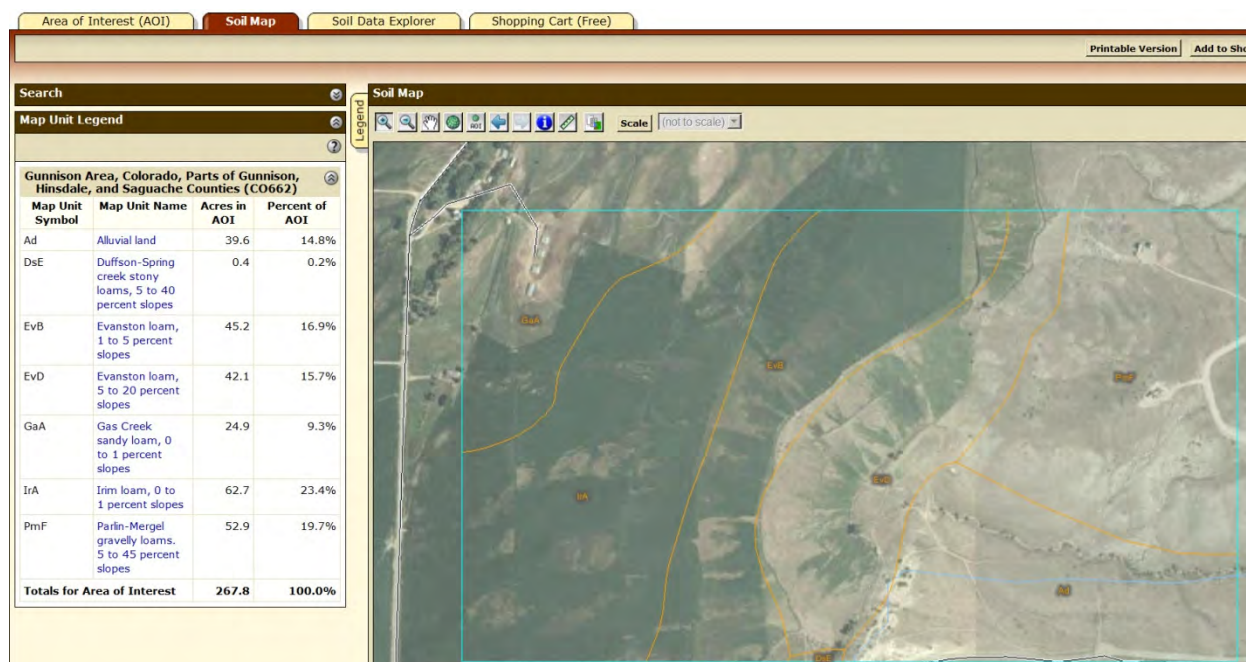 Area of Interest (AOI)
Soil Map
Soil Data Explorer
Shopping Cart (Free)
Printable Version
Add to Sho
Search
Map Unit Legend
Legend
Soil Map
AOI
Scale
(not to scale)
Gunnison Area, Colorado, Parts of Gunnison,
Hinsdale, and Saguache Counties (CO662)
Map Unit Symbol Map Unit Name Acres in AOI Percent of AOI
Ad Alluvial land 39.6 14.8%
DsE Duffson-Spring 0.4 0.2%
creek stony
loams, 5 to 40
percent slopes
EvB Evanston loam, 45.2 16.9%
1 to 5 percent
slopes
EvD Evanston loam, 42.1 15.7%
5 to 20 percent
slopes
GaA Gas Creek 24.9 9.3%
sandy loam, 0
to 1 percent
slopes
IrA Irim loam, 0 to 62.7 23.4%
1 percent slopes
PmF Parlin-Mergel 52.9 19.7%
gravelly loams.
5 to 45 percent
slopes
Totals for Area of Interest 267.8 100.0%
GaA
EvB
PmF
EvD
IrA
Ad
DsE